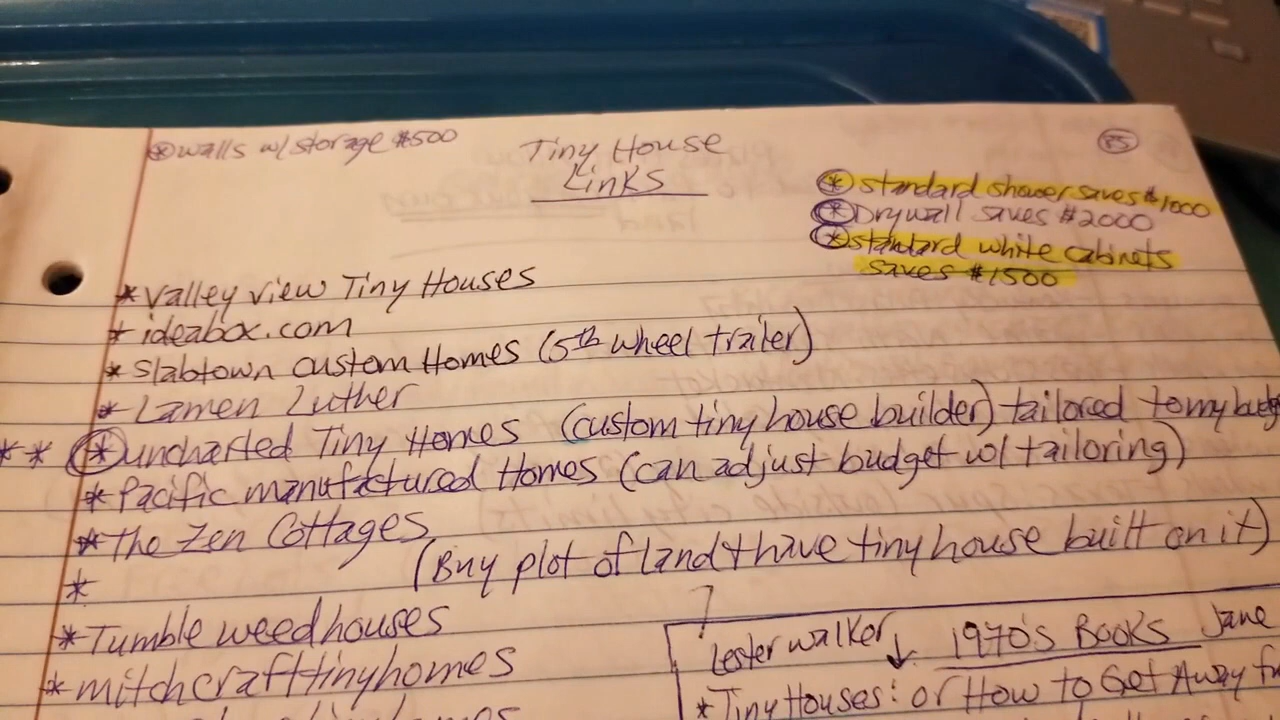 ⊛walls w/ storage $500
Tiny House
Links
85
⊛standard shower saves $1000
⊛Drywall saves $2000
⊛standard white cabinets
saves $1500
*Valley view Tiny Houses
*ideabox.com
*Slabtown custom Homes (5th wheel trailer)
*Lamen Luther
** ⊛uncharted Tiny Homes (custom tiny house builder) tailored to my budg
*Pacific manufactured Homes (can adjust budget w/ tailoring)
*the Zen Cottages
(Buy plot of land + have tiny house built on it)
*
*Tumble weed houses
*mitchcrafttinyhomes
Lester walker ↓ 1970's Books Jane
*Tiny Houses: or How to Get Away fr